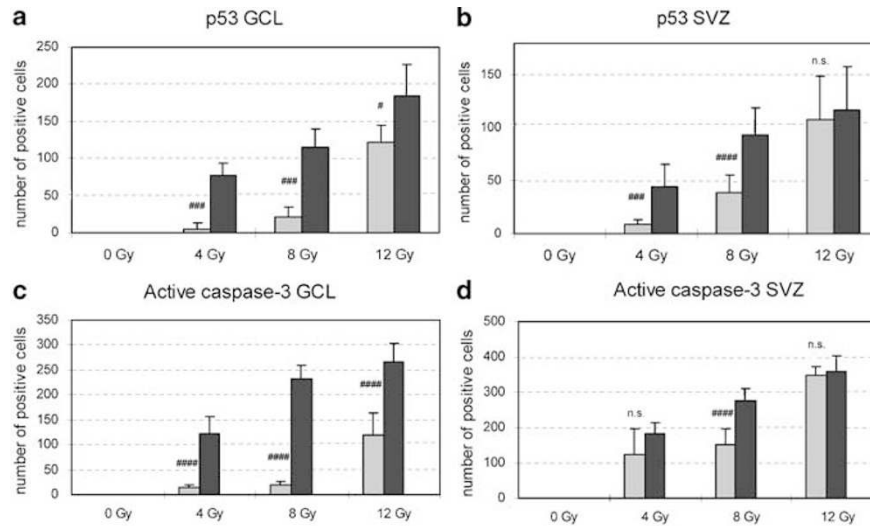 a
p53 GCL
number of positive cells
250
200
150
100
50
0
###
###
#
0 Gy
4 Gy
8 Gy
12 Gy
b
p53 SVZ
number of positive cells
150
100
50
0
###
####
n.s.
0 Gy
4 Gy
8 Gy
12 Gy
c
Active caspase-3 GCL
number of positive cells
350
300
250
200
150
100
50
0
####
####
####
0 Gy
4 Gy
8 Gy
12 Gy
d
Active caspase-3 SVZ
number of positive cells
500
400
300
200
100
0
n.s.
####
n.s.
0 Gy
4 Gy
8 Gy
12 Gy